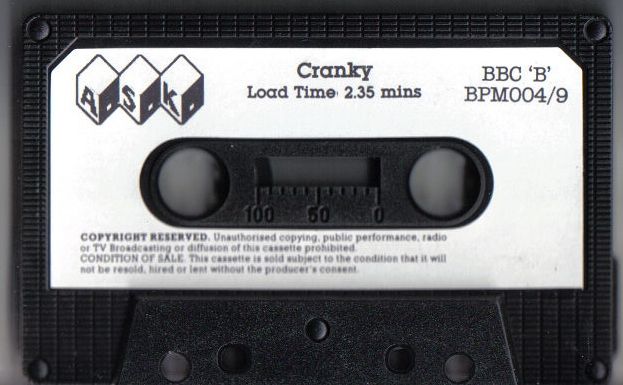 A.S.K.
Cranky
Load Time: 2.35 mins
BBC 'B'
BPM004/9
100 50 0
COPYRIGHT RESERVED. Unauthorised copying, public performance, radio
or TV Broadcasting or diffusion of this cassette prohibited.
CONDITION OF SALE. This cassette is sold subject to the condition that it will
not be resold, hired or lent without the producer's consent.